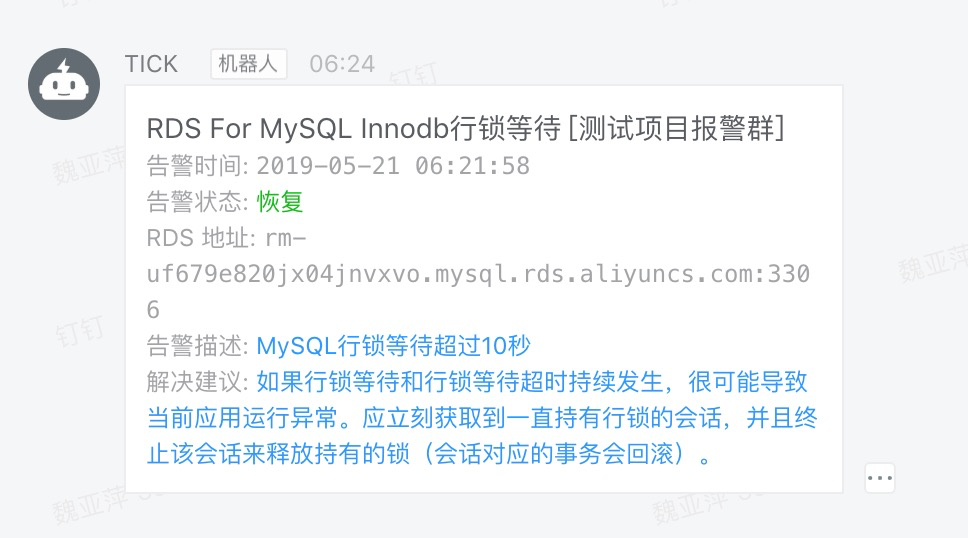 TICK 机器人 06:24
钉钉
RDS For MySQL Innodb行锁等待 [测试项目报警群]
告警时间: 2019-05-21 06:21:58
魏亚萍
告警状态: 恢复
RDS 地址: rm-
魏亚萍
uf679e820jx04jnvxvo.mysql.rds.aliyuncs.com:330
6
钉钉
告警描述: MySQL行锁等待超过10秒
解决建议: 如果行锁等待和行锁等待超时持续发生，很可能导致
当前应用运行异常。应立刻获取到一直持有行锁的会话，并且终
止该会话来释放持有的锁（会话对应的事务会回滚）。
魏亚萍
魏亚萍